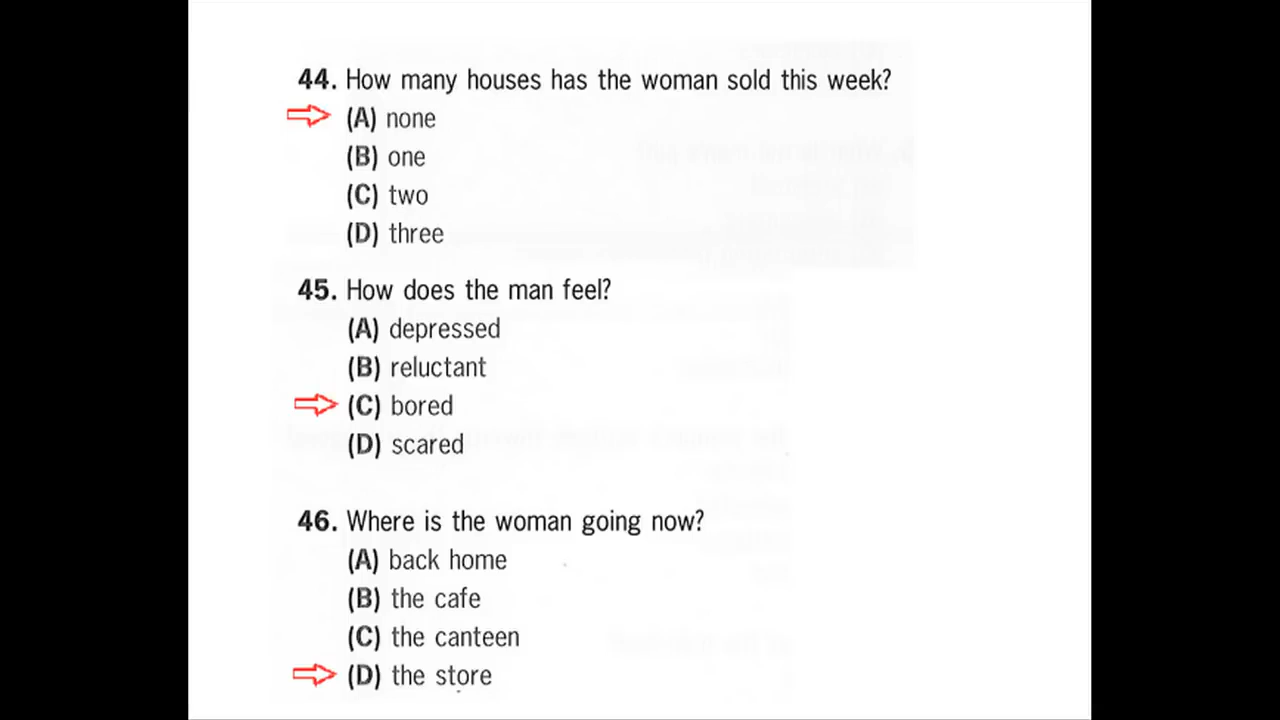 44. How many houses has the woman sold this week?
(A) none
(B) one
(C) two
(D) three
45. How does the man feel?
(A) depressed
(B) reluctant
(C) bored
(D) scared
46. Where is the woman going now?
(A) back home
(B) the cafe
(C) the canteen
(D) the store